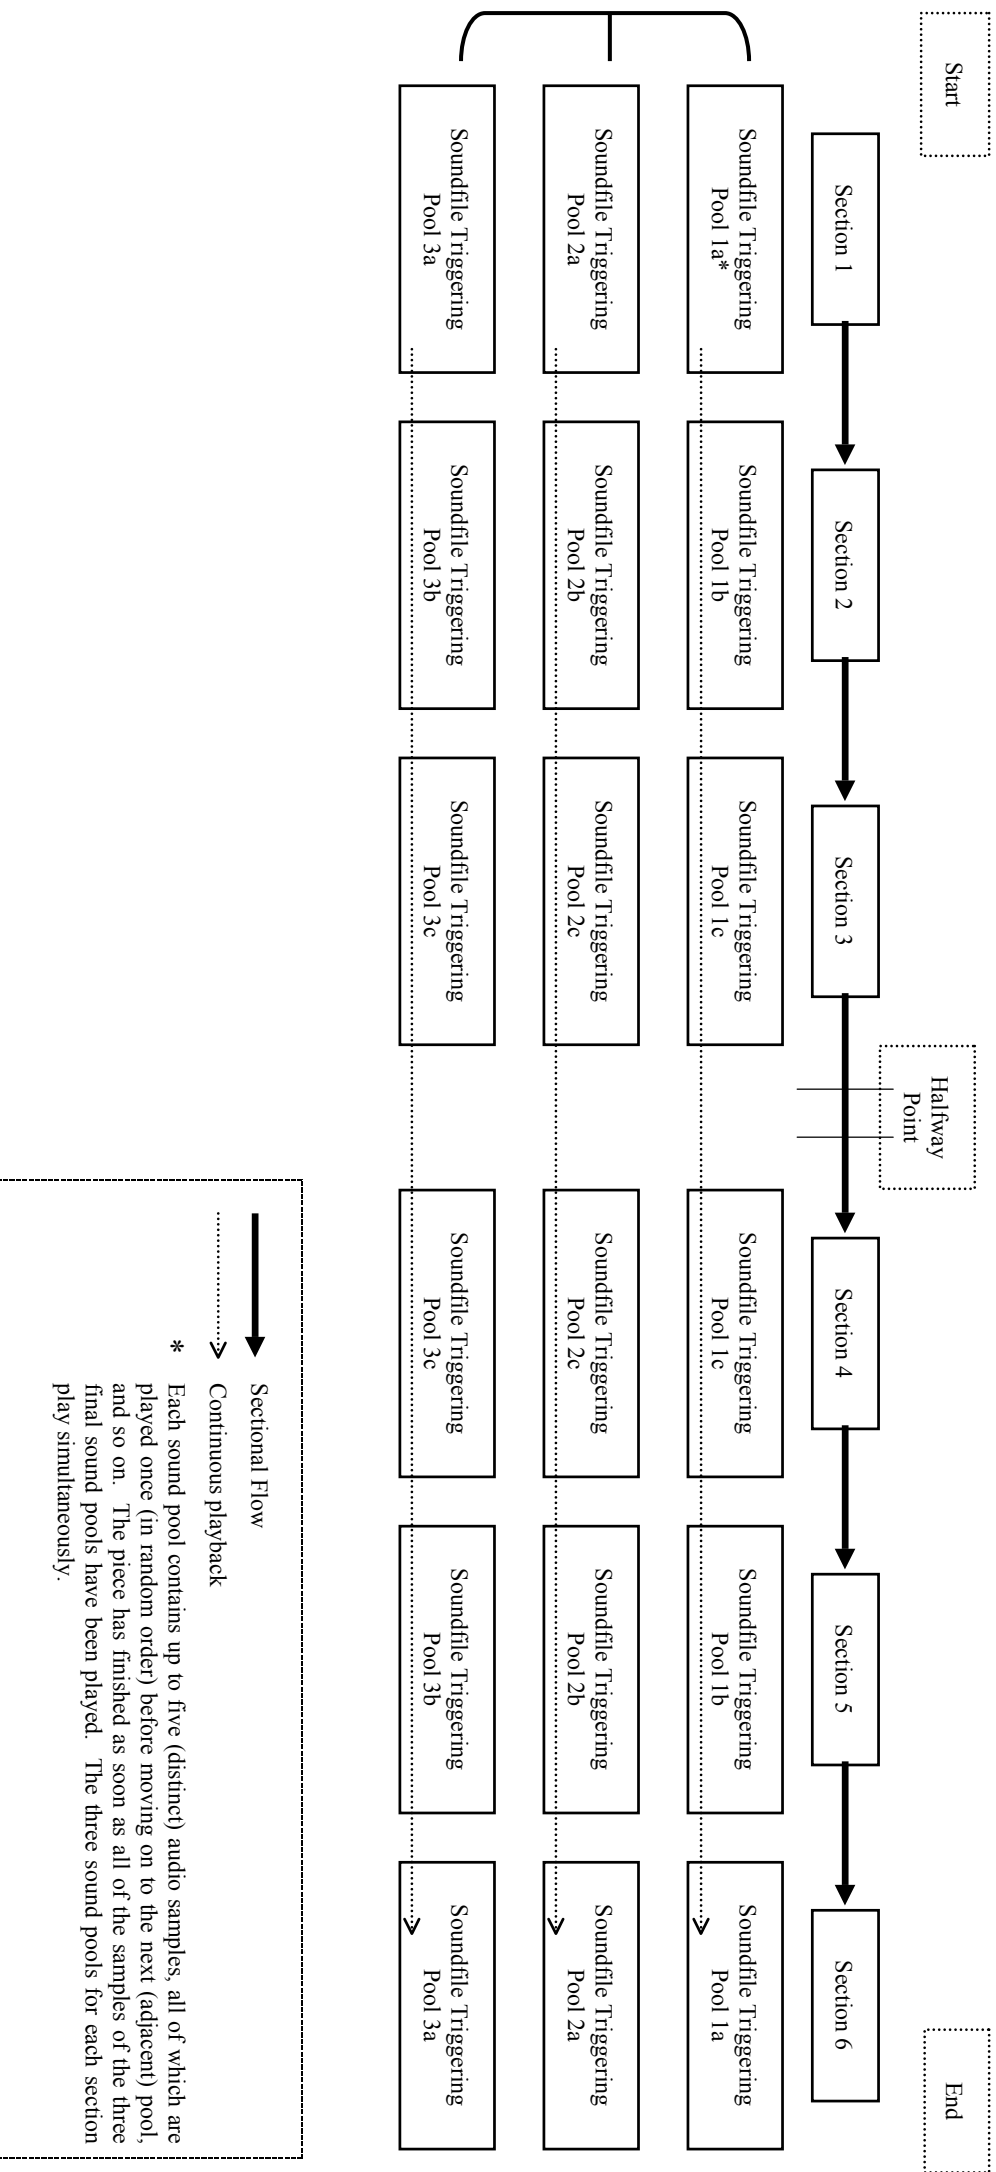 Start
End
Halfway
Point
Section 1
Section 2
Section 3
Section 4
Section 5
Section 6
Soundfile Triggering
Pool 1a*
Soundfile Triggering
Pool 1b
Soundfile Triggering
Pool 1c
Soundfile Triggering
Pool 1c
Soundfile Triggering
Pool 1b
Soundfile Triggering
Pool 1a
Soundfile Triggering
Pool 2a
Soundfile Triggering
Pool 2b
Soundfile Triggering
Pool 2c
Soundfile Triggering
Pool 2c
Soundfile Triggering
Pool 2b
Soundfile Triggering
Pool 2a
Soundfile Triggering
Pool 3a
Soundfile Triggering
Pool 3b
Soundfile Triggering
Pool 3c
Soundfile Triggering
Pool 3c
Soundfile Triggering
Pool 3b
Soundfile Triggering
Pool 3a
Sectional Flow
Continuous playback
* Each sound pool contains up to five (distinct) audio samples, all of which are
played once (in random order) before moving on to the next (adjacent) pool,
and so on. The piece has finished as soon as all of the samples of the three
final sound pools have been played. The three sound pools for each section
play simultaneously.